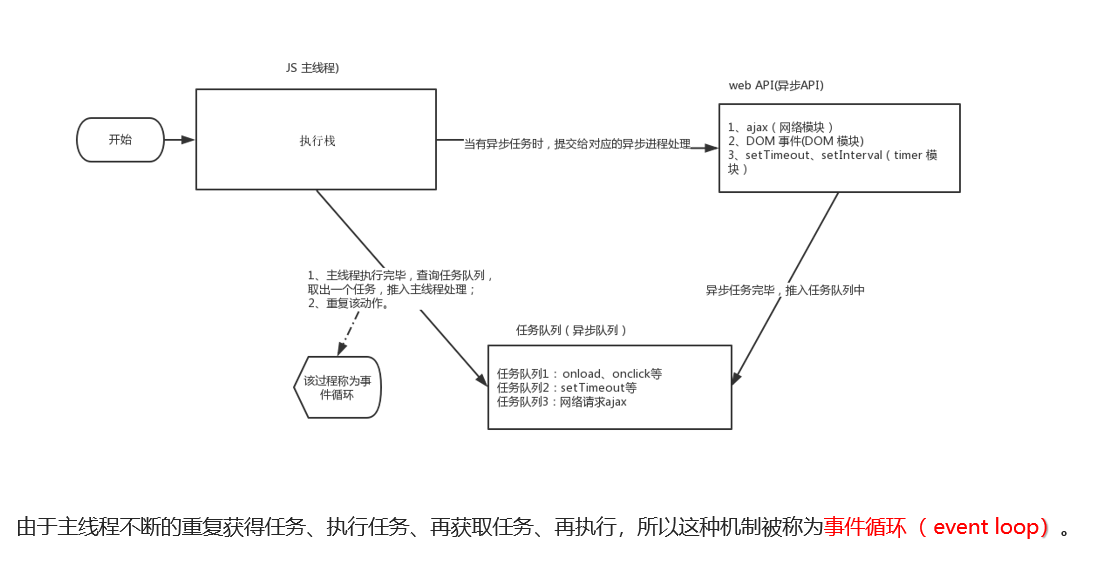 JS 主线程)
web API(异步API)
开始
执行栈
当有异步任务时，提交给对应的异步进程处理
1、ajax（网络模块）
2、DOM 事件(DOM 模块)
3、setTimeout、setInterval（timer 模
块）
1、主线程执行完毕，查询任务队列，
取出一个任务，推入主线程处理；
2、重复该动作。
异步任务完毕，推入任务队列中
任务队列（异步队列）
该过程称为事
件循环
任务队列1： onload、onclick等
任务队列2：setTimeout等
任务队列3：网络请求ajax
由于主线程不断的重复获得任务、执行任务、再获取任务、再执行，所以这种机制被称为事件循环（ event loop）。